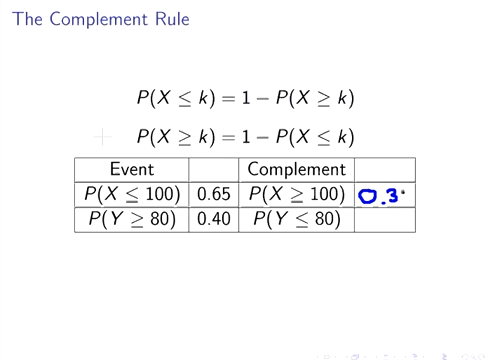 The Complement Rule
P(X ≤ k) = 1 − P(X ≥ k)
P(X ≥ k) = 1 − P(X ≤ k)
Event Complement
P(X ≤ 100) 0.65 P(X ≥ 100) 0.3
P(Y ≥ 80) 0.40 P(Y ≤ 80)